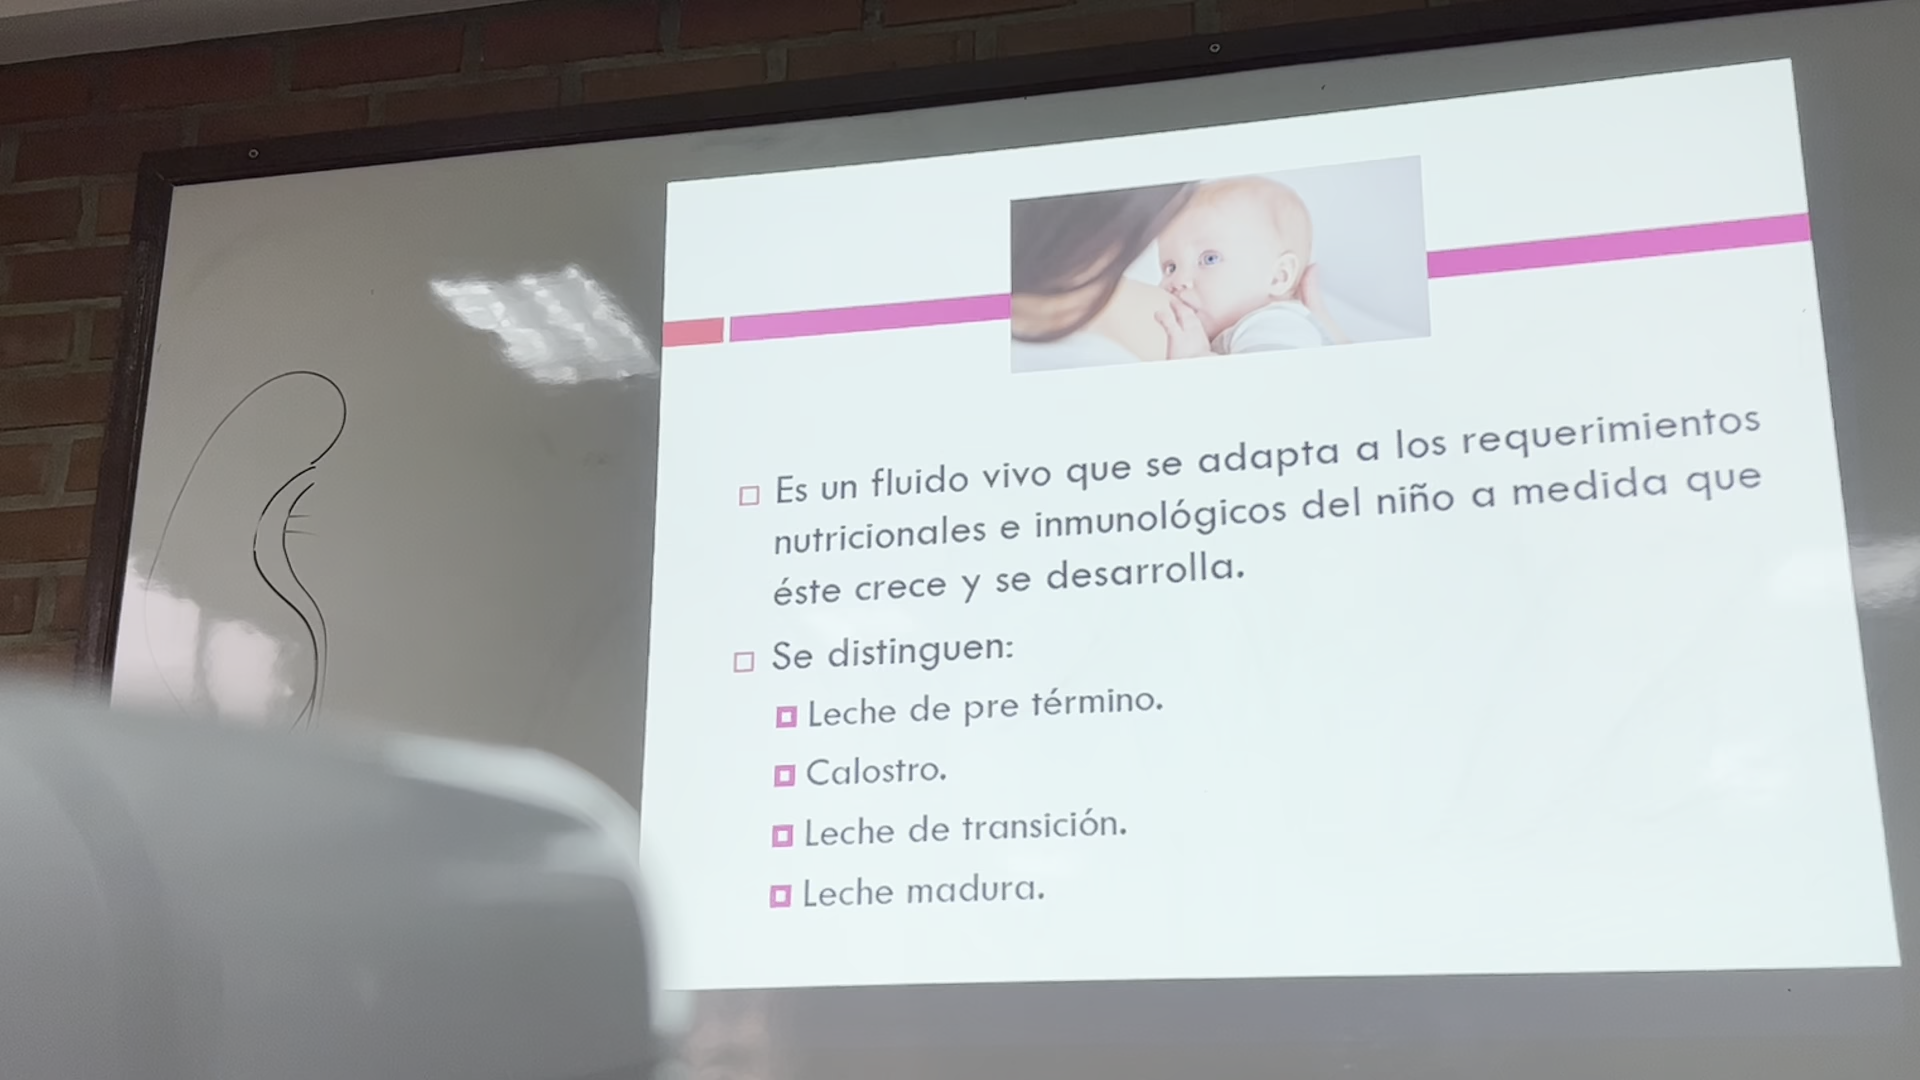 Es un fluido vivo que se adapta a los requerimientos
nutricionales e inmunológicos del niño a medida que
éste crece y se desarrolla.
Se distinguen:
Leche de pre término.
Calostro.
Leche de transición.
Leche madura.